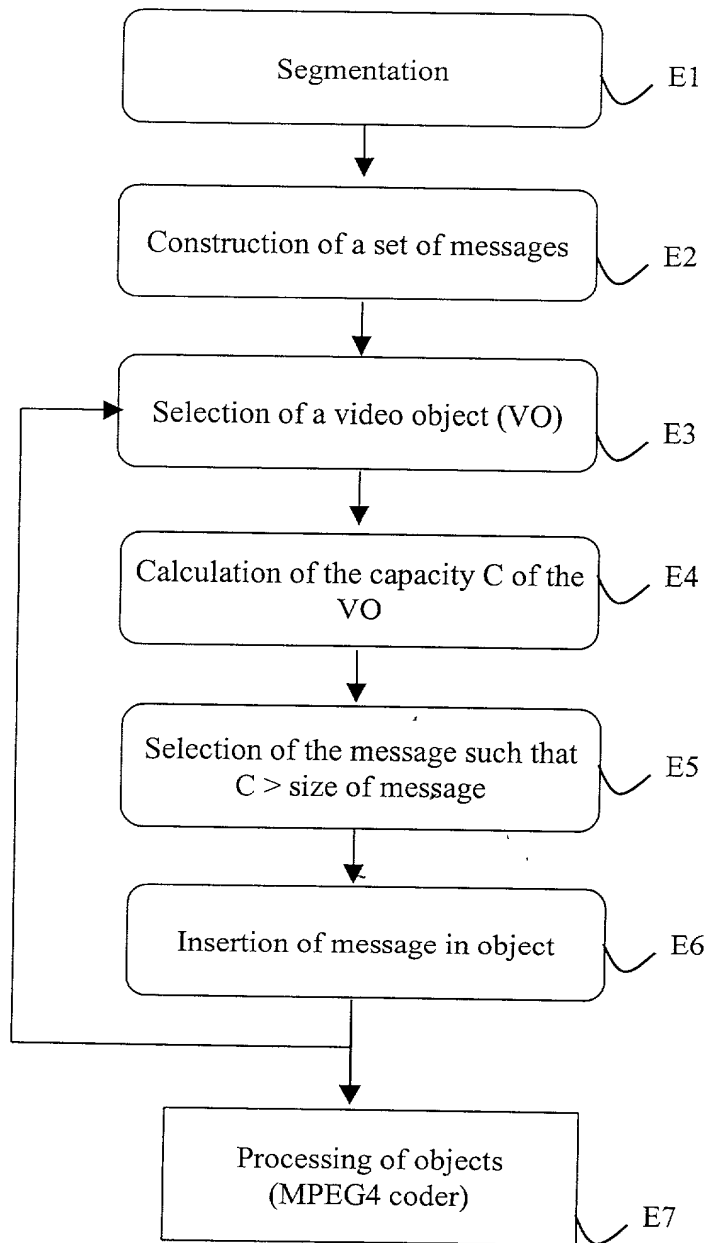 Segmentation
E1
Construction of a set of messages
E2
Selection of a video object (VO)
E3
Calculation of the capacity C of the
VO
E4
Selection of the message such that
C > size of message
E5
Insertion of message in object
E6
Processing of objects
(MPEG4 coder)
E7